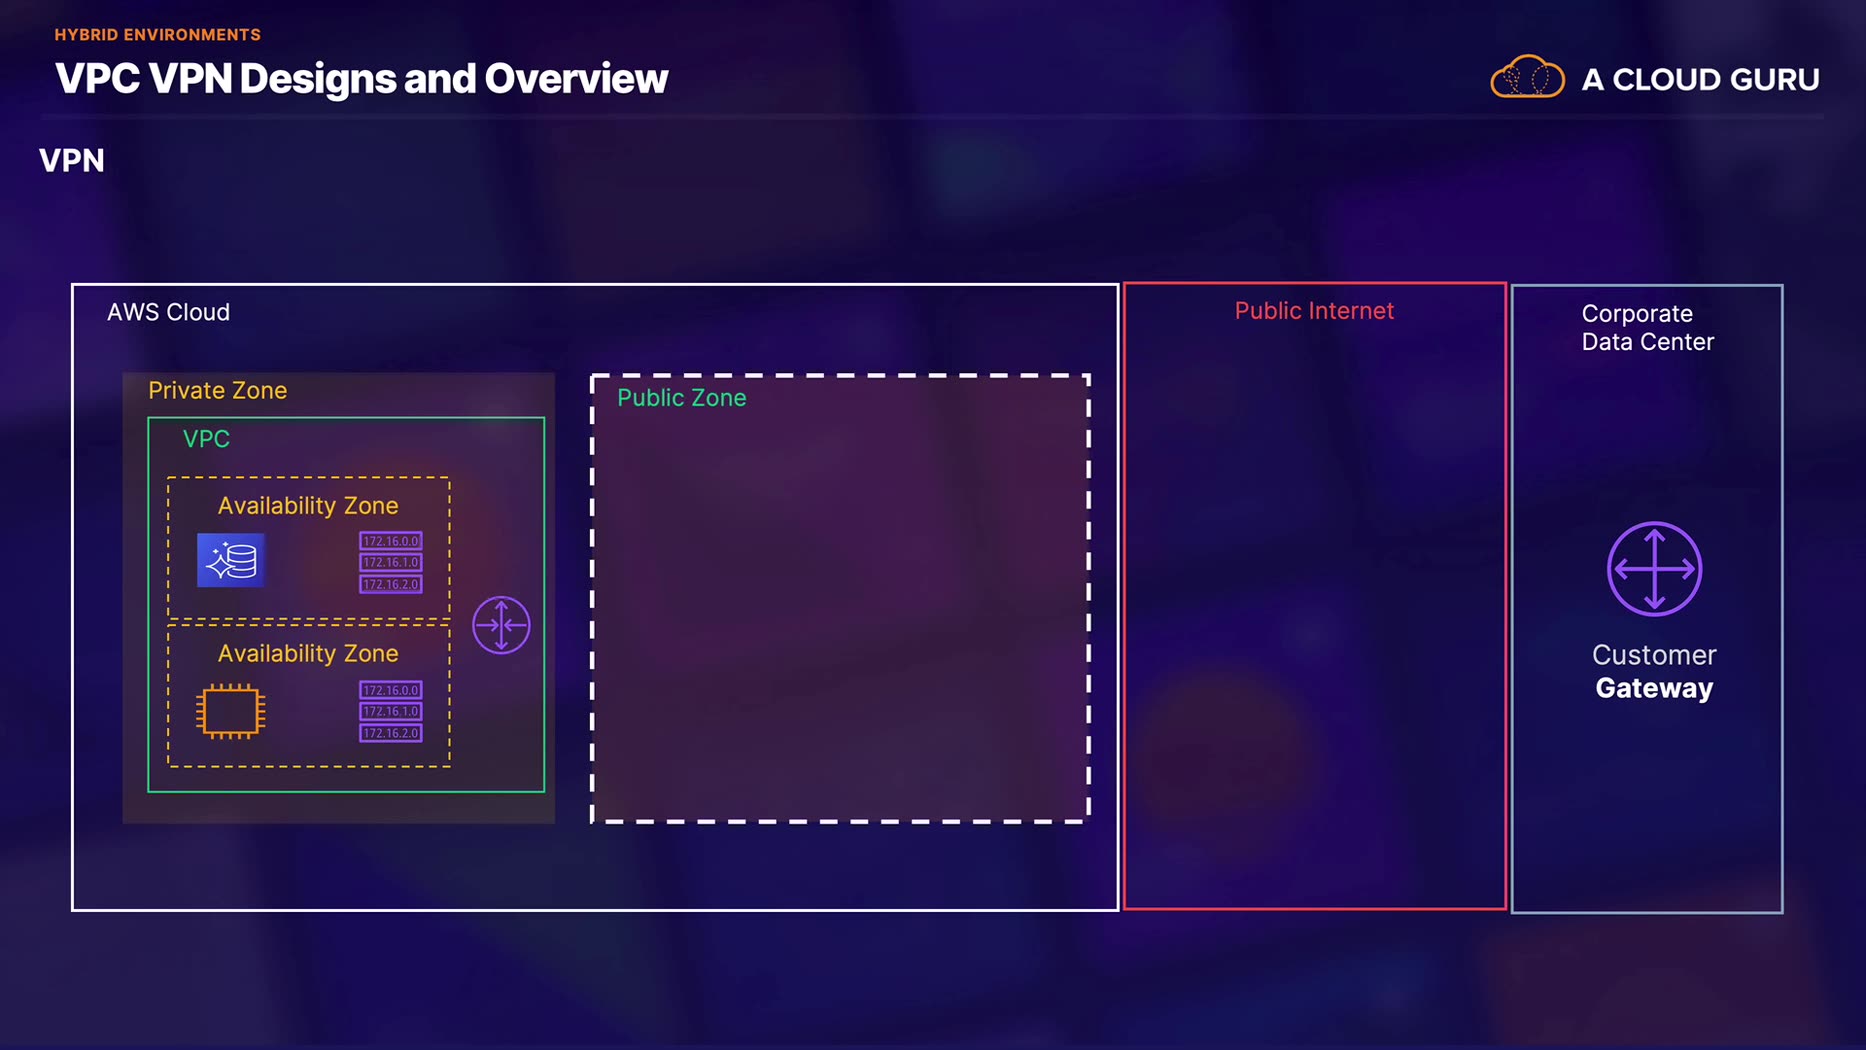 HYBRID ENVIRONMENTS
VPC VPN Designs and Overview
A CLOUD GURU
VPN
AWS Cloud
Private Zone
VPC
Availability Zone
172.16.0.0
172.16.1.0
172.16.2.0
Availability Zone
172.16.0.0
172.16.1.0
172.16.2.0
Public Zone
Public Internet
Corporate
Data Center
Customer
Gateway